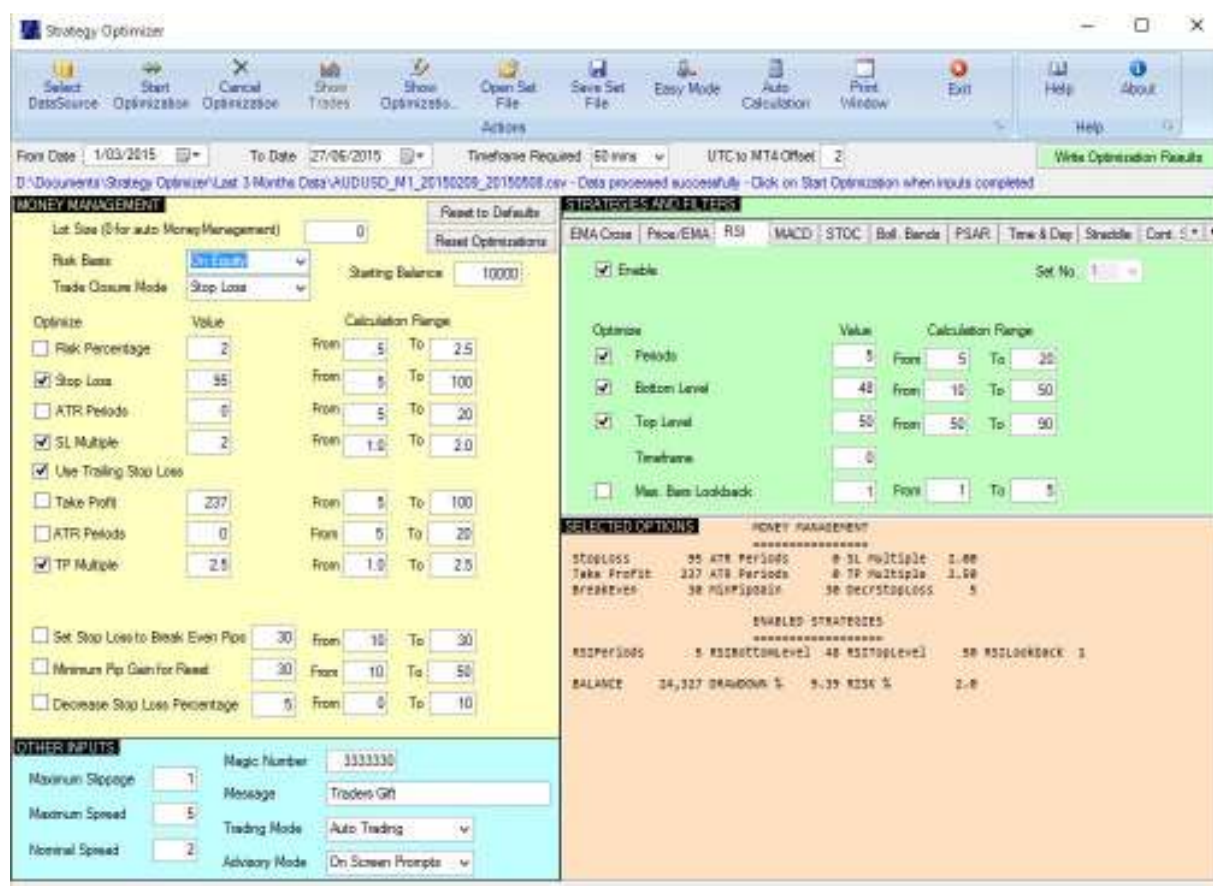 Strategy Optimizer
Select DataSource
Start Optimization
Cancel Optimization
Show Trades
Show Optimizatio...
Open Set File
Save Set File
Easy Mode
Auto Calculation
Print Window
Exit
Help
About
Actions
Help
From Date 1/03/2015 To Date 27/06/2015 Timeframe Required 60 mins UTC to MT4 Offset 2 Write Optimization Results
D:\Documents\Strategy Optimizer\Last 3 Months Data\AUDUSD_M1_20150209_20150508.csv - Data processed successfully - Click on Start Optimization when inputs completed
MONEY MANAGEMENT
Reset to Defaults
Lot Size (0 for auto Money Management) 0
Reset Optimizations
Risk Basis On Equity
Starting Balance 10000
Trade Closure Mode Stop Loss
Optimize Value Calculation Range
Risk Percentage 2 From .5 To 2.5
Stop Loss 95 From 5 To 100
ATR Periods 0 From 5 To 20
SL Multiple 2 From 1.0 To 2.0
Use Trailing Stop Loss
Take Profit 237 From 5 To 100
ATR Periods 0 From 5 To 20
TP Multiple 2.5 From 1.0 To 2.5
Set Stop Loss to Break Even Pips 30 From 10 To 30
Minimum Pip Gain for Reset 30 From 10 To 50
Decrease Stop Loss Percentage 5 From 0 To 10
OTHER INPUTS
Maximum Slippage 1
Maximum Spread 5
Nominal Spread 2
Magic Number 3333330
Message Traders Gift
Trading Mode Auto Trading
Advisory Mode On Screen Prompts
STRATEGIES AND FILTERS
EMA Cross Price/EMA RSI MACD STOC Boll. Bands PSAR Time & Day Straddle Cont.
Enable Set No. 1
Optimize Value Calculation Range
Periods 5 From 5 To 20
Bottom Level 48 From 10 To 50
Top Level 50 From 50 To 90
Timeframe 0
Max. Bars Lookback 1 From 1 To 5
SELECTED OPTIONS
MONEY MANAGEMENT
=================
StopLoss 95 ATR Periods 0 SL Multiple 2.00
Take Profit 237 ATR Periods 0 TP Multiple 2.50
BreakEven 30 MinPipGain 30 DecrStopLoss 5
ENABLED STRATEGIES
==================
RSIPeriods 5 RSIBottomLevel 48 RSITopLevel 50 RSILookback 1
BALANCE 24,327 DRAWDOWN % 9.39 RISK % 2.0